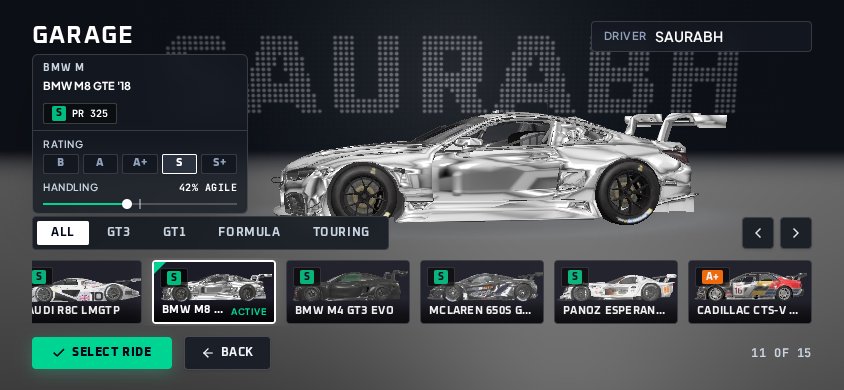 GARAGE
SAURABH
DRIVER SAURABH
BMW M
BMW M8 GTE '18
S PR 325
RATING
B A A+ S S+
HANDLING 42% AGILE
ALL GT3 GT1 FORMULA TOURING
S S S S S A+
AUDI R8C LMGTP BMW M8 ... ACTIVE BMW M4 GT3 EVO MCLAREN 650S G... PANOZ ESPERAN... CADILLAC CTS-V ...
SELECT RIDE BACK 11 OF 15